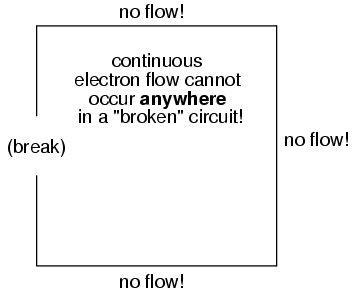 no flow!
continuous
electron flow cannot
occur anywhere
in a "broken" circuit!
(break)
no flow!
no flow!